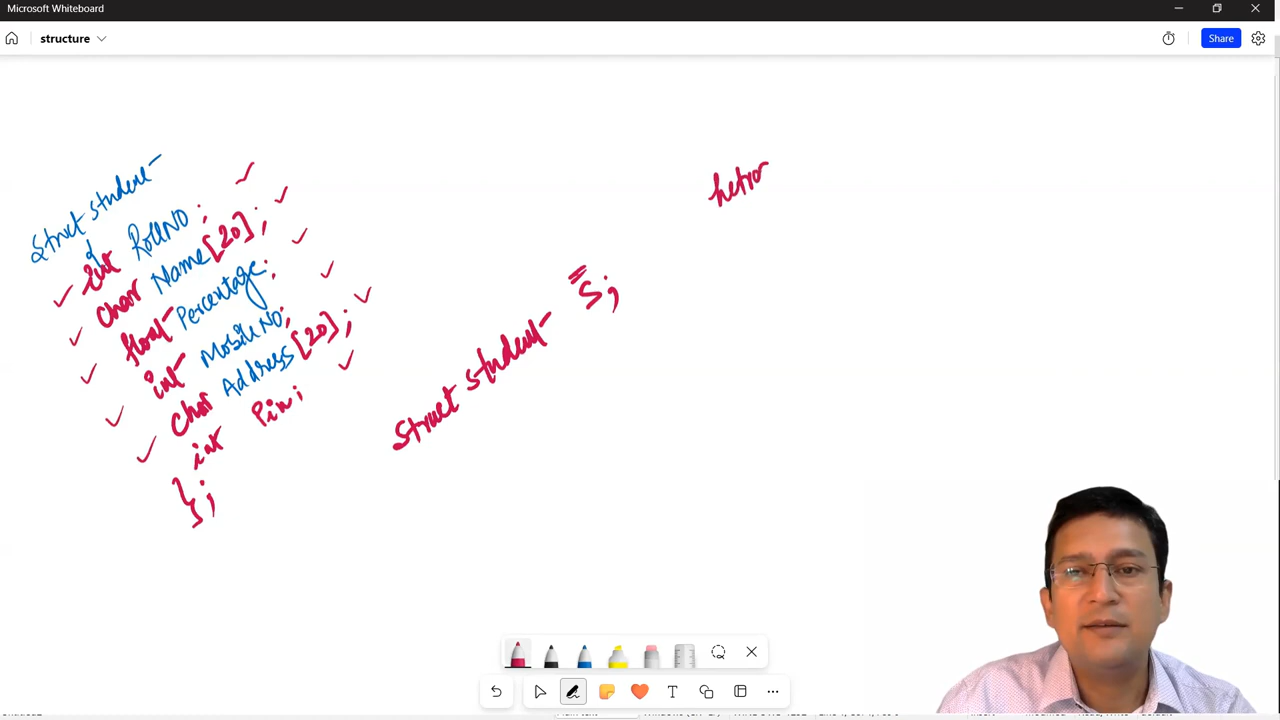 Microsoft Whiteboard
structure
Share
Struct student
{
int RollNO;
char Name[20];
float Percentage;
int MobileNO;
char Address[20];
int Pin;
};
struct student S;
hetro